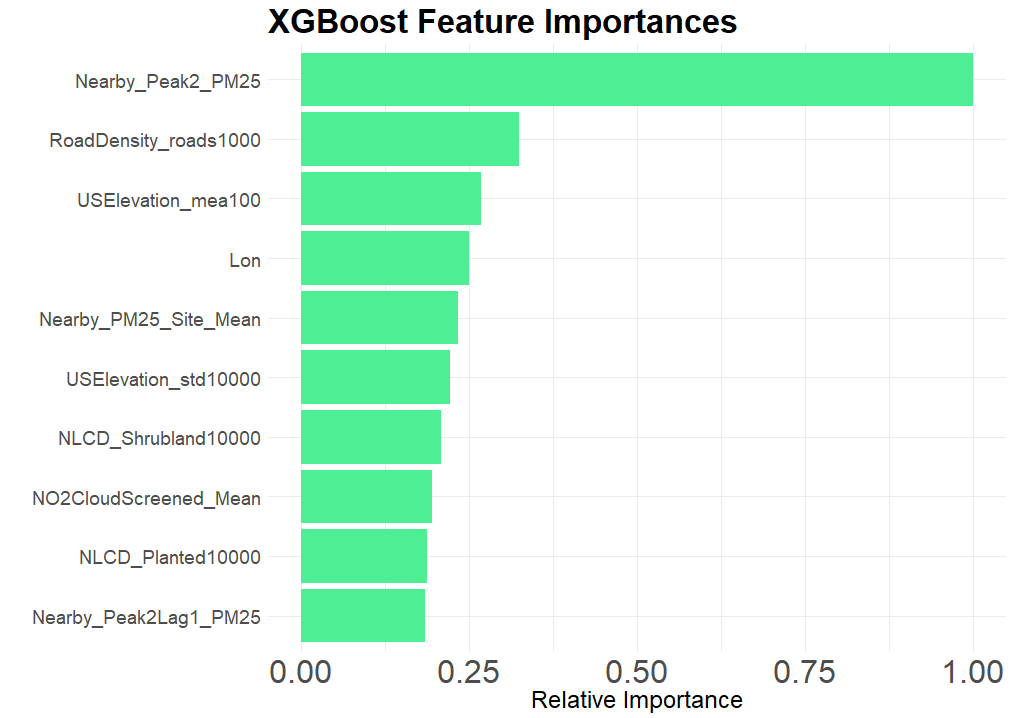 XGBoost Feature Importances
Nearby_Peak2_PM25
RoadDensity_roads1000
USElevation_mea100
Lon
Nearby_PM25_Site_Mean
USElevation_std10000
NLCD_Shrubland10000
NO2CloudScreened_Mean
NLCD_Planted10000
Nearby_Peak2Lag1_PM25
0.00 0.25 0.50 0.75 1.00
Relative Importance